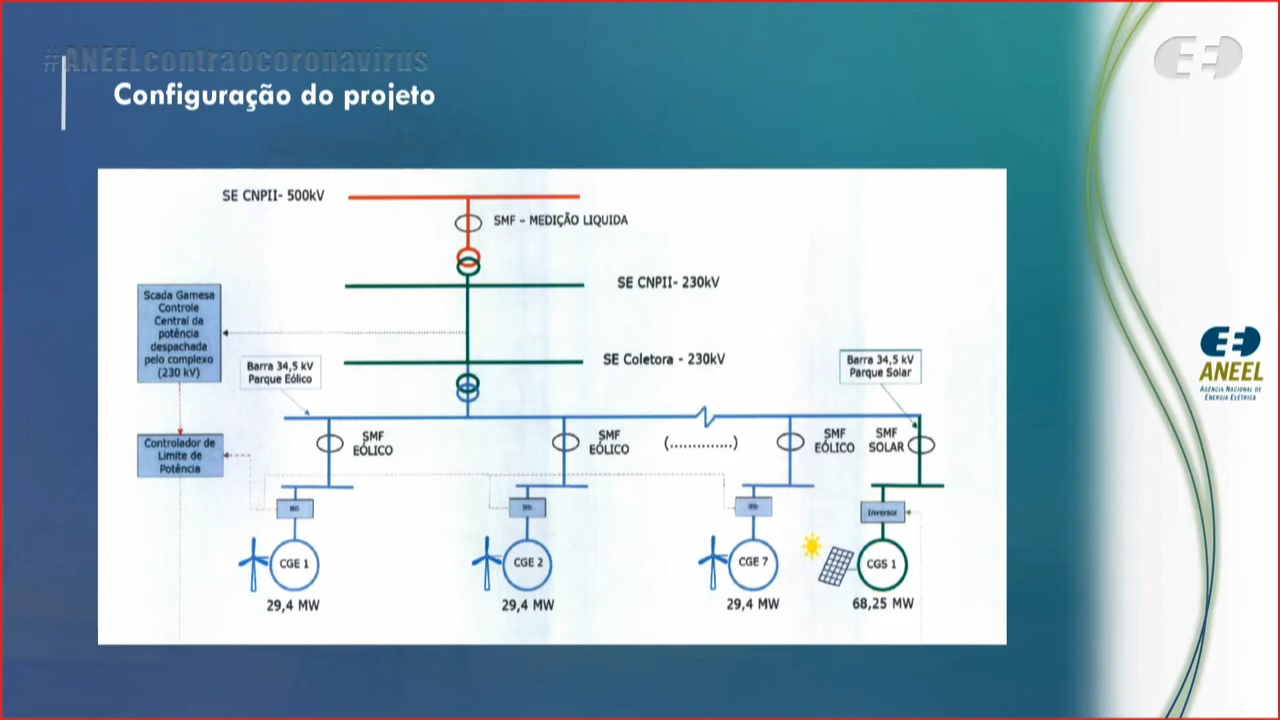 #ANEELcontraocoronavírus
Configuração do projeto
SE CNPII- 500kV
SMF – MEDIÇÃO LIQUIDA
SE CNPII- 230kV
Scada Gamesa
Controle
Central da
potência
despachada
pelo complexo
(230 kV)
SE Coletora - 230kV
Barra 34,5 kV
Parque Eólico
Barra 34,5 kV
Parque Solar
Controlador de
Limite de
Potência
SMF
EÓLICO
SMF
EÓLICO
(.............)
SMF
EÓLICO
SMF
SOLAR
Inversor
CGE 1
CGE 2
CGE 7
CGS 1
29,4 MW
29,4 MW
29,4 MW
68,25 MW
ANEEL
AGÊNCIA NACIONAL DE
ENERGIA ELÉTRICA